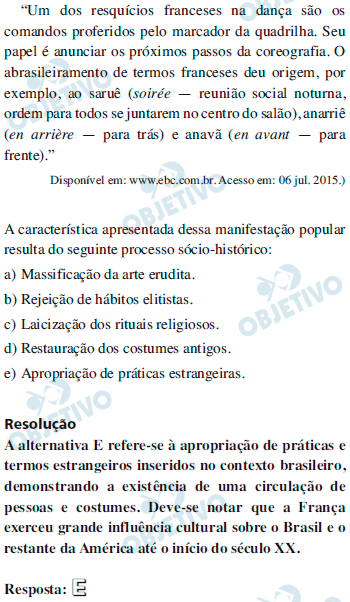 “Um dos resquícios franceses na dança são os
comandos proferidos pelo marcador da quadrilha. Seu
papel é anunciar os próximos passos da coreografia. O
abrasileiramento de termos franceses deu origem, por
exemplo, ao saruê (soirée — reunião social noturna,
ordem para todos se juntarem no centro do salão), anarriê
(en arrière — para trás) e anavã (en avant — para
frente).”
Disponível em: www.ebc.com.br. Acesso em: 06 jul. 2015.)
A característica apresentada dessa manifestação popular
resulta do seguinte processo sócio-histórico:
a) Massificação da arte erudita.
b) Rejeição de hábitos elitistas.
c) Laicização dos rituais religiosos.
d) Restauração dos costumes antigos.
e) Apropriação de práticas estrangeiras.
Resolução
A alternativa E refere-se à apropriação de práticas e
termos estrangeiros inseridos no contexto brasileiro,
demonstrando a existência de uma circulação de
pessoas e costumes. Deve-se notar que a França
exerceu grande influência cultural sobre o Brasil e o
restante da América até o início do século XX.
Resposta: E
OBJETIVO
OBJETIVO
OBJETIVO
OBJETIVO
OBJETIVO
OBJETIVO
OBJETIVO